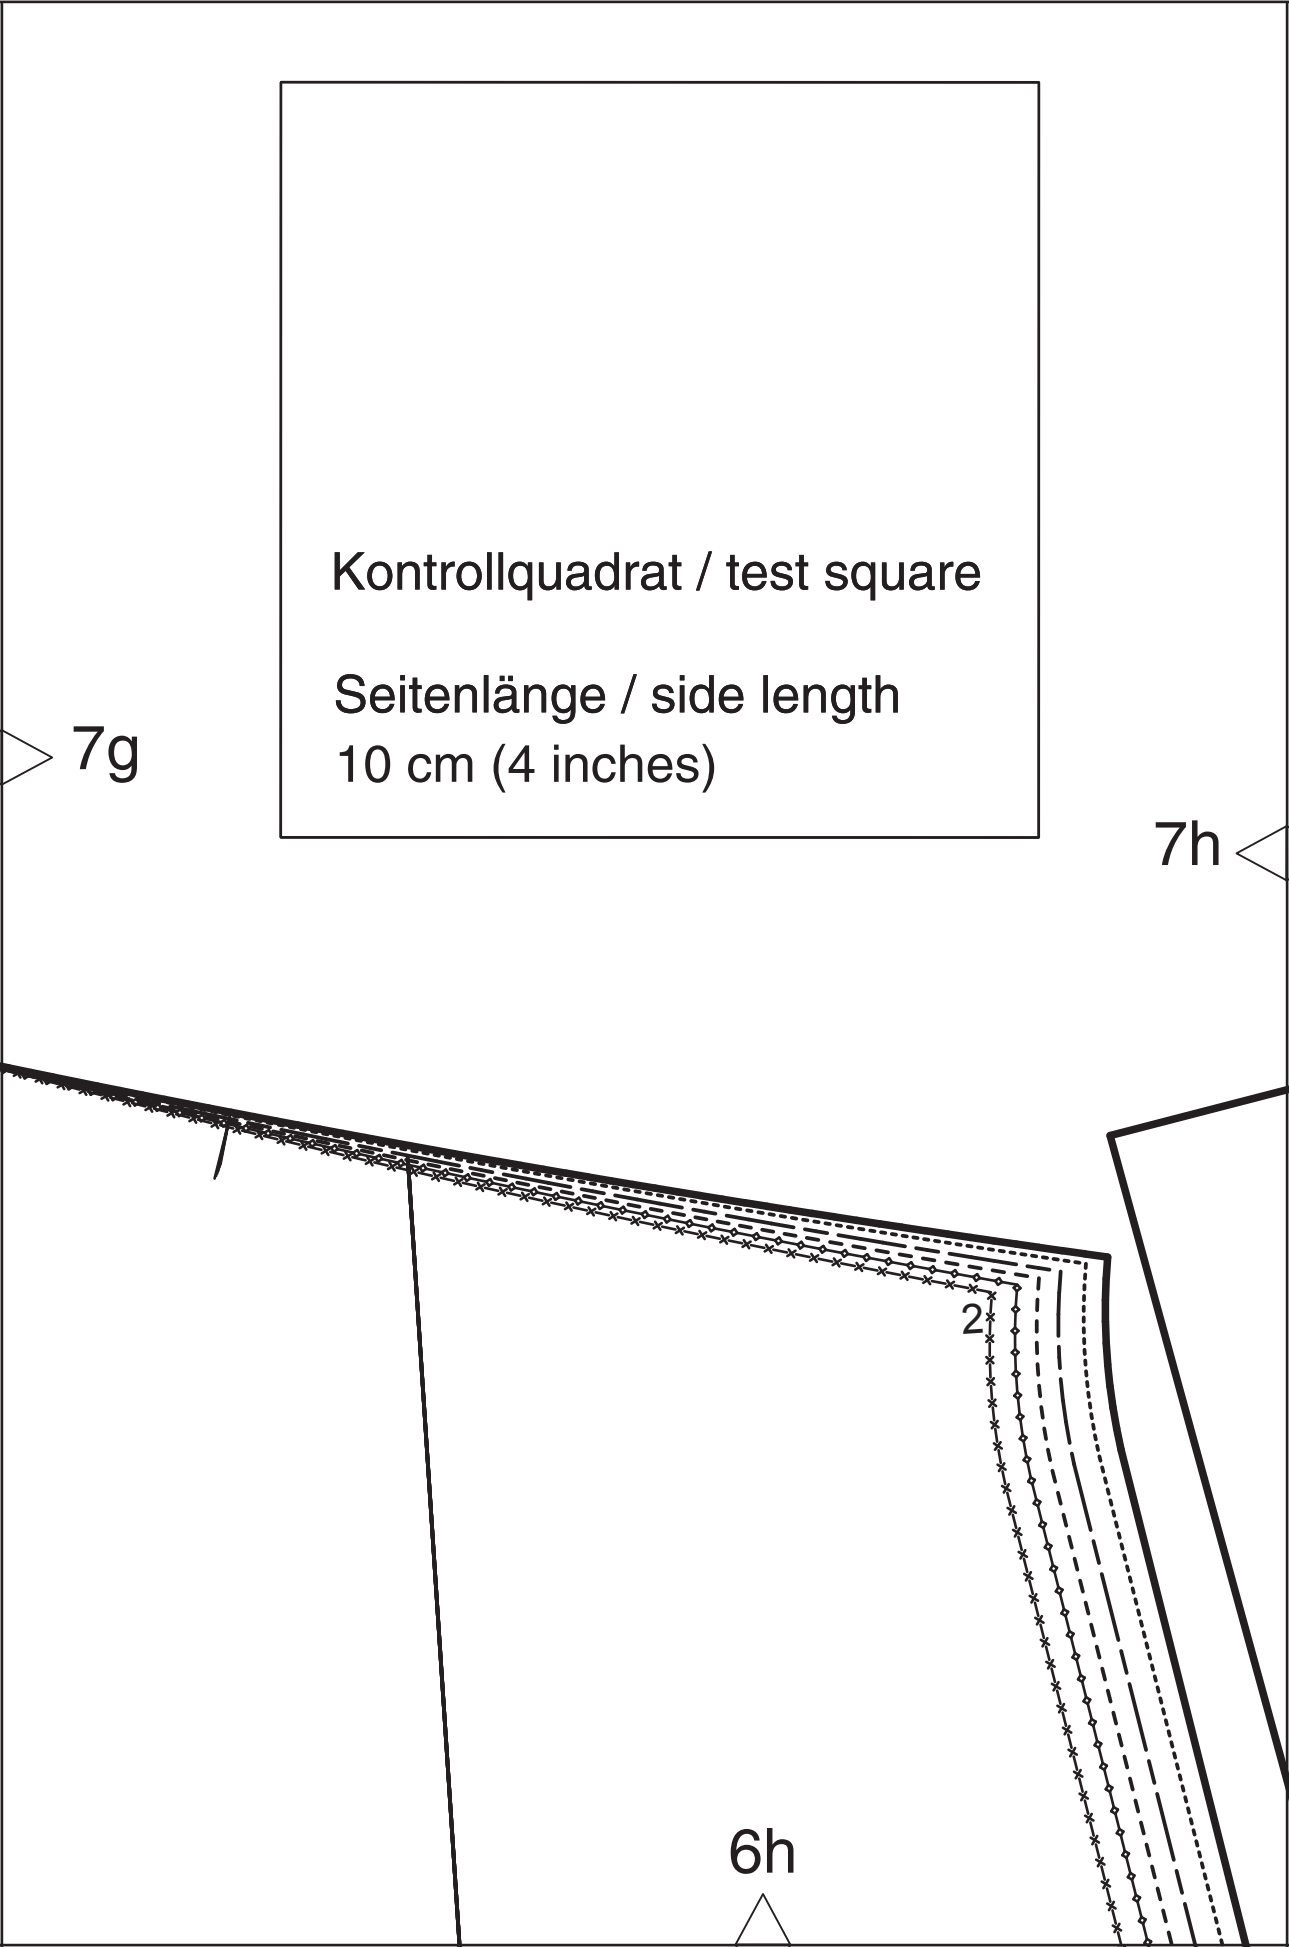 Kontrollquadrat / test square
Seitenlänge / side length
10 cm (4 inches)
7g
7h
2
6h